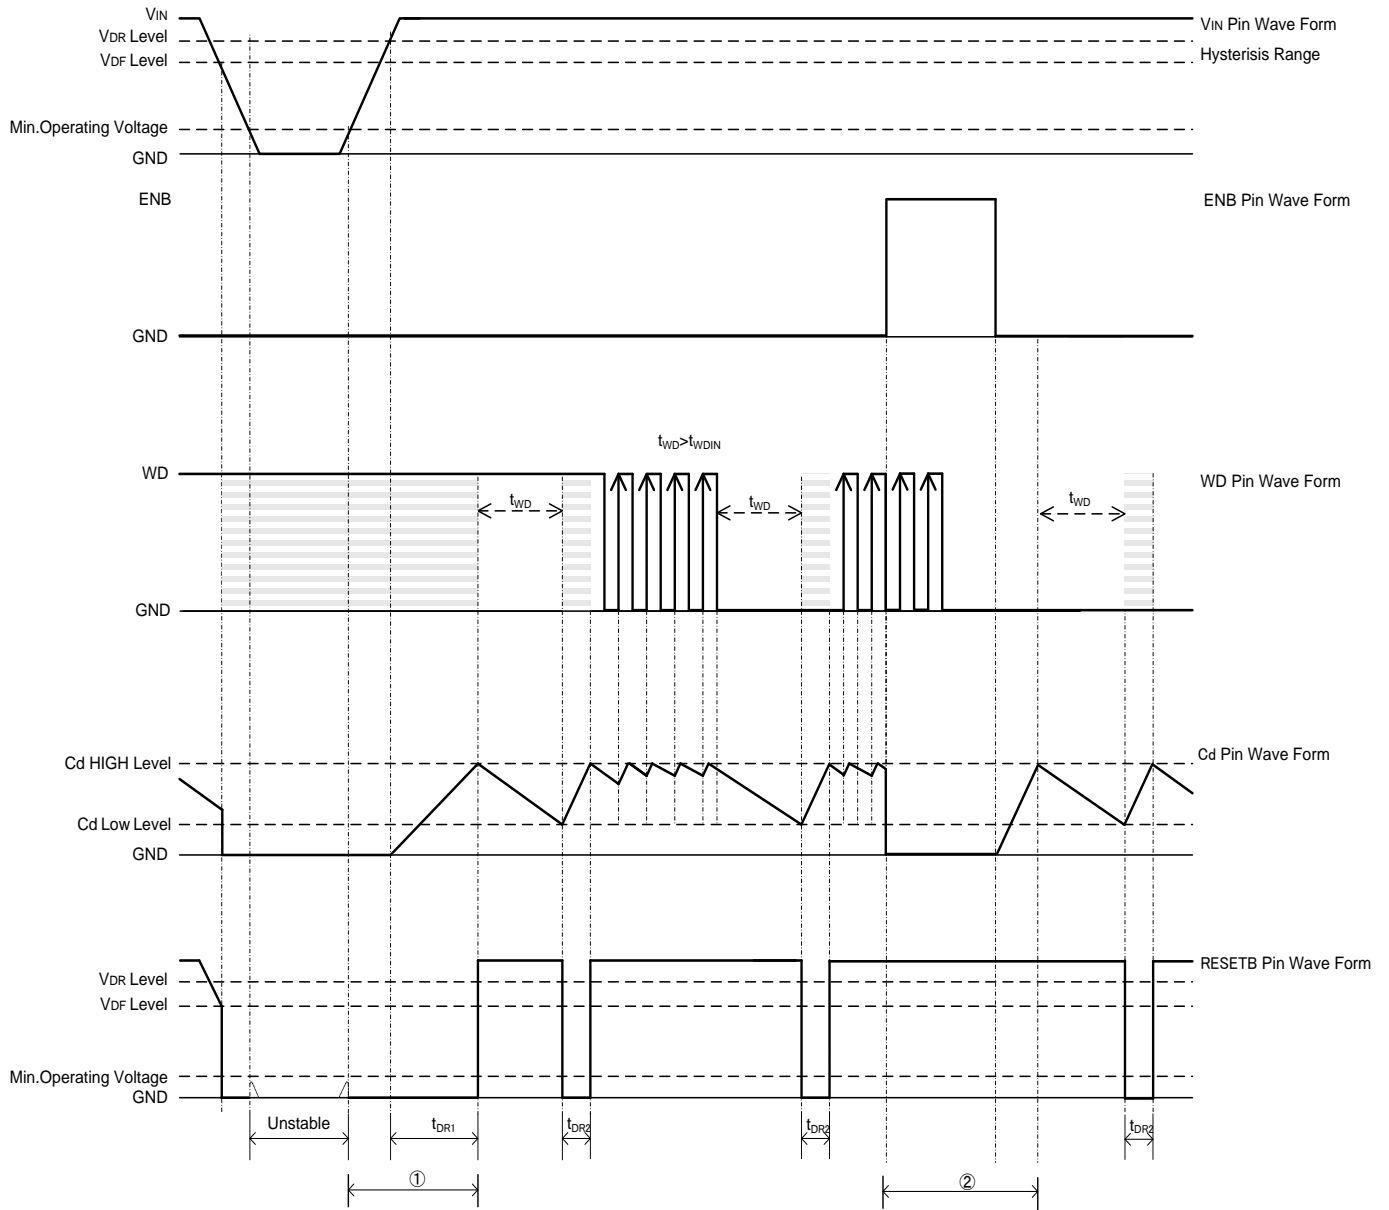 VIN
VIN Pin Wave Form
VDR Level
VDF Level
Hysterisis Range
Min.Operating Voltage
GND
ENB
ENB Pin Wave Form
GND
tWD>tWDIN
WD
WD Pin Wave Form
tWD
tWD
tWD
GND
Cd HIGH Level
Cd Pin Wave Form
Cd Low Level
GND
RESETB Pin Wave Form
VDR Level
VDF Level
Min.Operating Voltage
GND
Unstable
tDR1
tDR2
tDR2
tDR2
①
②